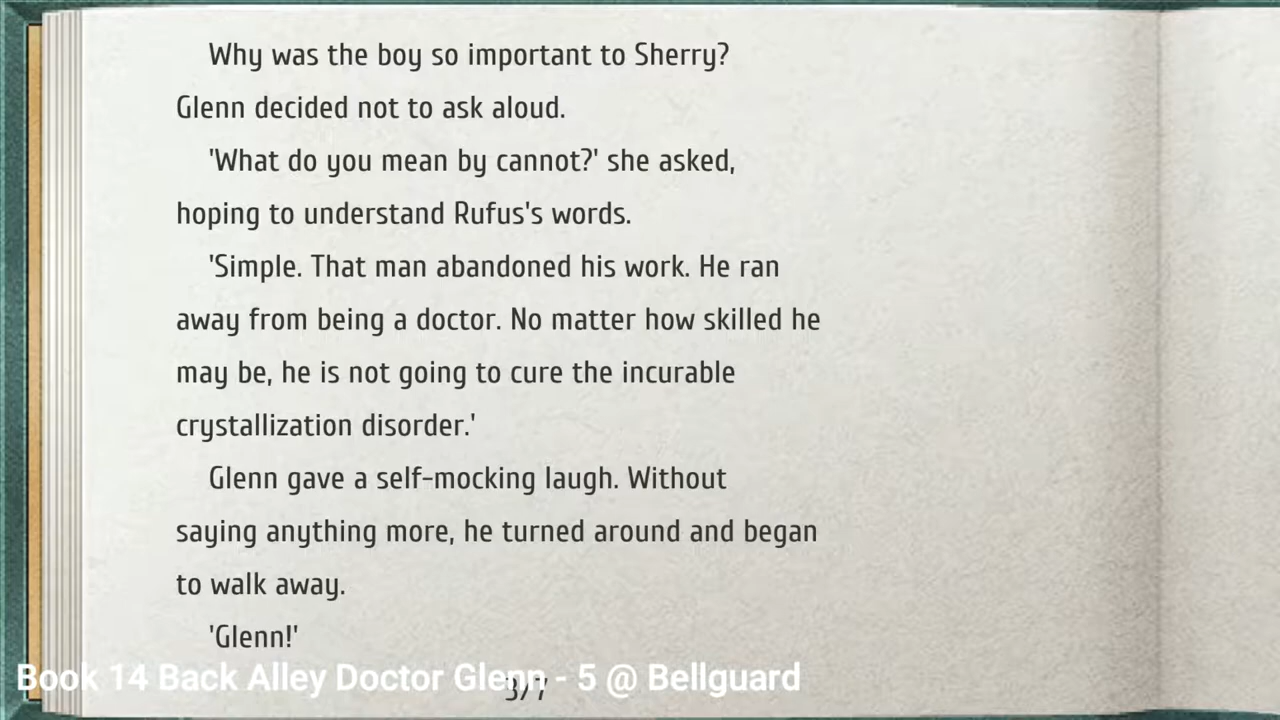 Why was the boy so important to Sherry?
Glenn decided not to ask aloud.
'What do you mean by cannot?' she asked,
hoping to understand Rufus's words.
'Simple. That man abandoned his work. He ran
away from being a doctor. No matter how skilled he
may be, he is not going to cure the incurable
crystallization disorder.'
Glenn gave a self-mocking laugh. Without
saying anything more, he turned around and began
to walk away.
'Glenn!'
Book 14 Back Alley Doctor Glenn - 5 @ Bellguard
3/7